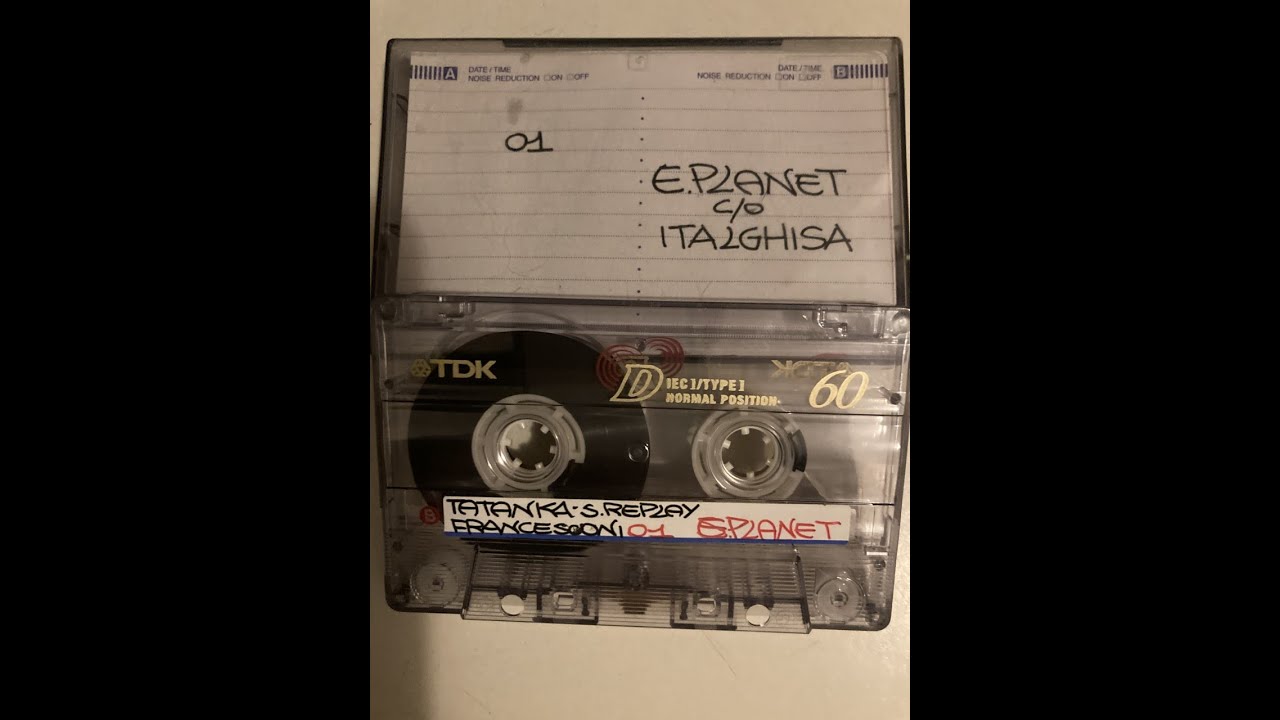 A DATE/TIME
NOISE REDUCTION □ON □OFF
DATE/TIME B
NOISE REDUCTION □ON □OFF
01
E.PLANET
C/O
ITALGHISA
TDK
D IEC I/TYPE I
NORMAL POSITION
60
TATANKA-S.REPLAY
B FRANCESCONI 01 E.PLANET